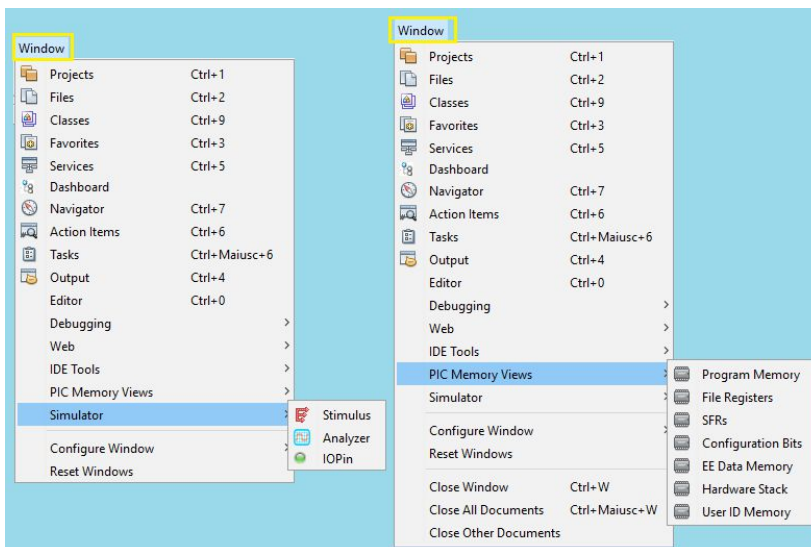 Window
Projects Ctrl+1
Files Ctrl+2
Classes Ctrl+9
Favorites Ctrl+3
Services Ctrl+5
Dashboard
Navigator Ctrl+7
Action Items Ctrl+6
Tasks Ctrl+Maiusc+6
Output Ctrl+4
Editor Ctrl+0
Debugging
Web
IDE Tools
PIC Memory Views
Simulator
Stimulus
Analyzer
IOPin
Configure Window
Reset Windows
Window
Projects Ctrl+1
Files Ctrl+2
Classes Ctrl+9
Favorites Ctrl+3
Services Ctrl+5
Dashboard
Navigator Ctrl+7
Action Items Ctrl+6
Tasks Ctrl+Maiusc+6
Output Ctrl+4
Editor Ctrl+0
Debugging
Web
IDE Tools
PIC Memory Views
Program Memory
File Registers
SFRs
Configuration Bits
EE Data Memory
Hardware Stack
User ID Memory
Simulator
Configure Window
Reset Windows
Close Window Ctrl+W
Close All Documents Ctrl+Maiusc+W
Close Other Documents